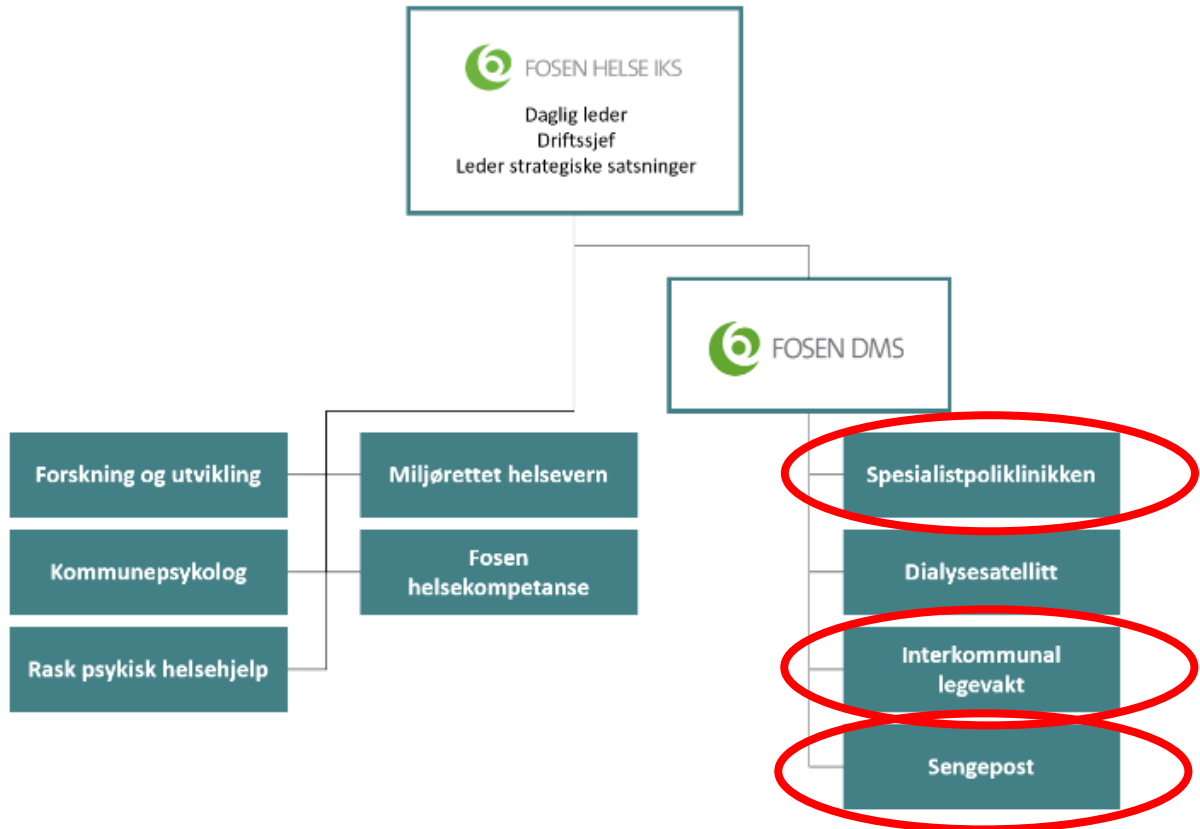 FOSEN HELSE IKS
Daglig leder
Driftssjef
Leder strategiske satsninger
FOSEN DMS
Forskning og utvikling
Miljørettet helsevern
Spesialistpoliklinikken
Kommunepsykolog
Fosen
helsekompetanse
Dialysesatellitt
Rask psykisk helsehjelp
Interkommunal
legevakt
Sengepost